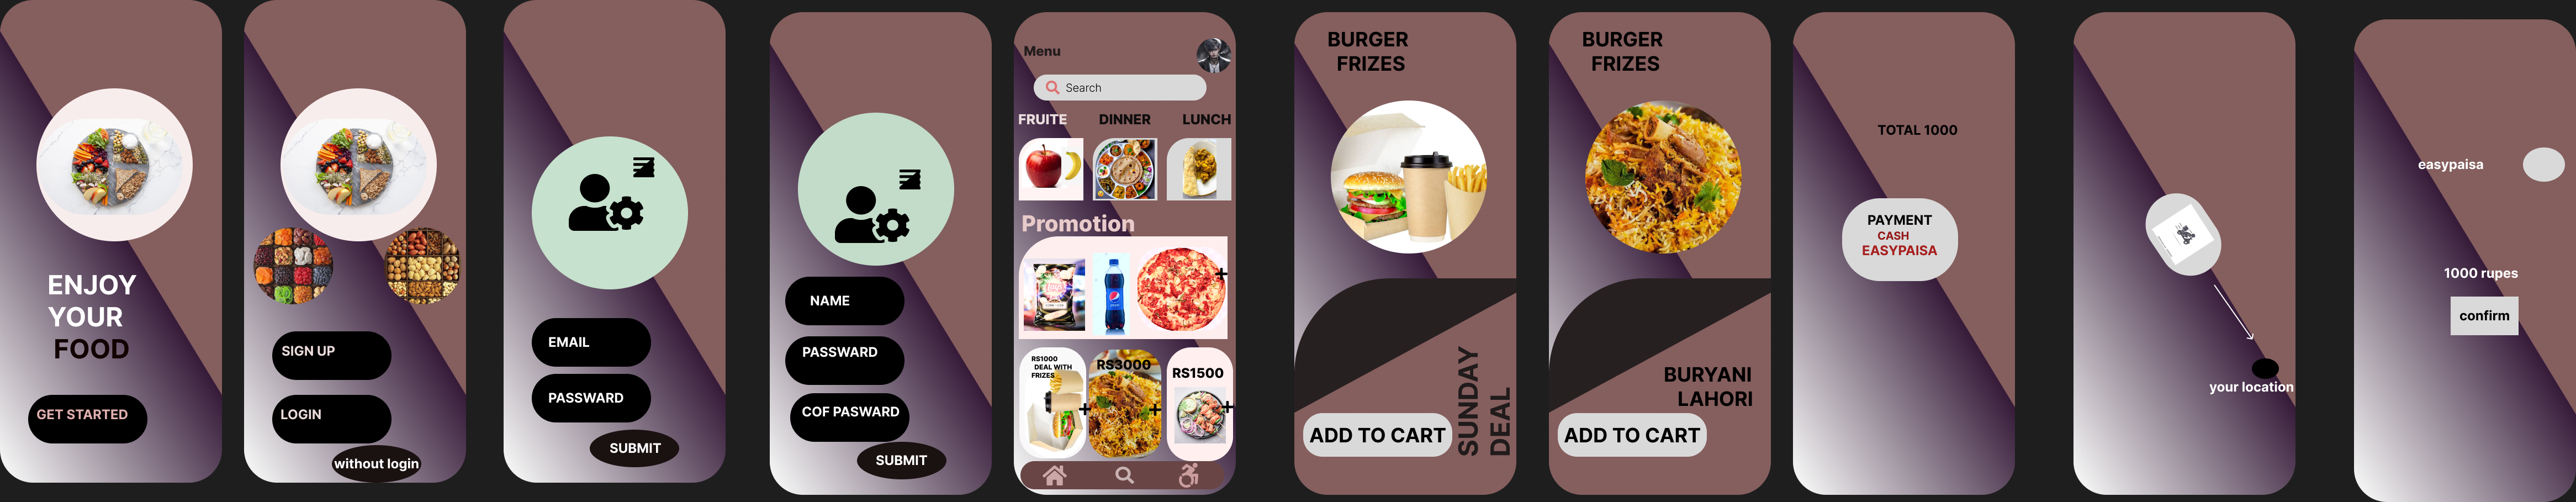 ENJOY
YOUR
FOOD
GET STARTED
SIGN UP
LOGIN
without login
EMAIL
PASSWARD
SUBMIT
NAME
PASSWARD
COF PASWARD
SUBMIT
Menu
Search
FRUITE DINNER LUNCH
Promotion
RS1000
DEAL WITH
FRIZES
RS3000
RS1500
BURGER
FRIZES
SUNDAY
DEAL
ADD TO CART
BURGER
FRIZES
BURYANI
LAHORI
ADD TO CART
TOTAL 1000
PAYMENT
CASH
EASYPAISA
your location
easypaisa
1000 rupes
confirm